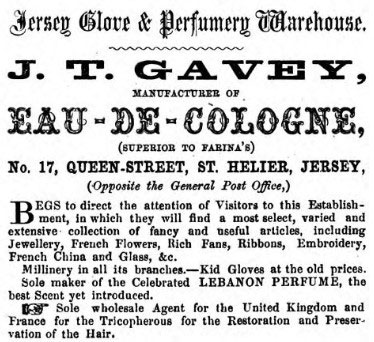 Jersey Glove & Perfumery Warehouse.
J. T. GAVEY,
MANUFACTURER OF
EAU-DE-COLOGNE,
(SUPERIOR TO FARINA'S)
No. 17, QUEEN-STREET, ST. HELIER, JERSEY,
(Opposite the General Post Office,)
BEGS to direct the attention of Visitors to this Establish-
ment, in which they will find a most select, varied and
extensive collection of fancy and useful articles, including
Jewellery, French Flowers, Rich Fans, Ribbons, Embroidery,
French China and Glass, &c.
Millinery in all its branches.—Kid Gloves at the old prices.
Sole maker of the Celebrated LEBANON PERFUME, the
best Scent yet introduced.
☞ Sole wholesale Agent for the United Kingdom and
France for the Tricopherous for the Restoration and Preser-
vation of the Hair.